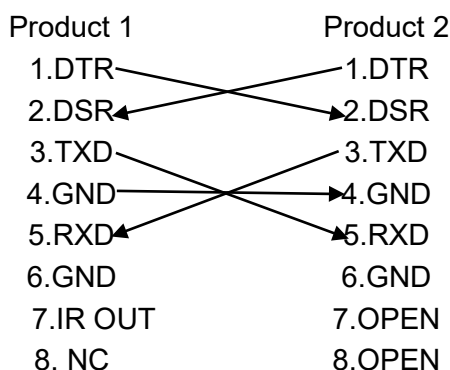 Product 1 Product 2
1.DTR 1.DTR
2.DSR 2.DSR
3.TXD 3.TXD
4.GND 4.GND
5.RXD 5.RXD
6.GND 6.GND
7.IR OUT 7.OPEN
8. NC 8.OPEN